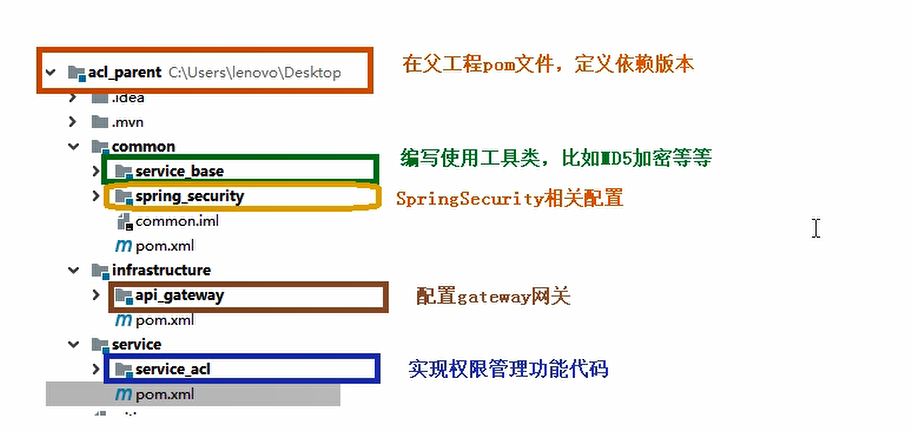 acl_parent C:\Users\lenovo\Desktop 在父工程pom文件，定义依赖版本
.idea
.mvn
common
service_base 编写使用工具类，比如MD5加密等等
spring_security SpringSecurity相关配置
common.iml
pom.xml
infrastructure
api_gateway 配置gateway网关
pom.xml
service
service_acl 实现权限管理功能代码
pom.xml